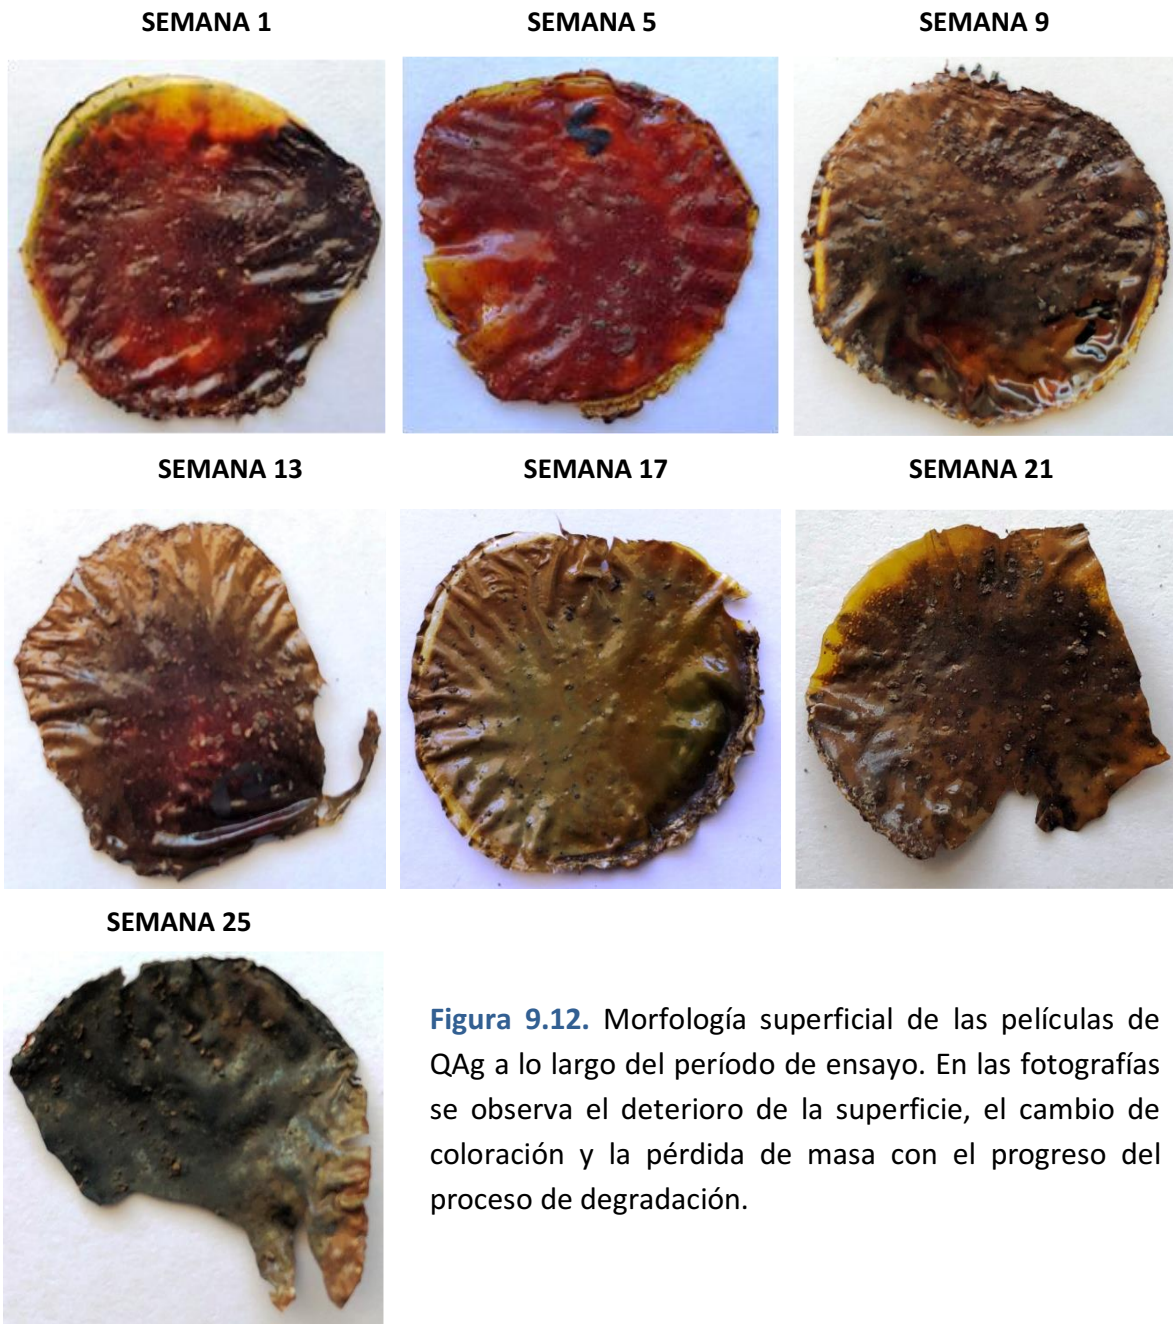 SEMANA 1
SEMANA 5
SEMANA 9
SEMANA 13
SEMANA 17
SEMANA 21
SEMANA 25
Figura 9.12. Morfología superficial de las películas de
QAg a lo largo del período de ensayo. En las fotografías
se observa el deterioro de la superficie, el cambio de
coloración y la pérdida de masa con el progreso del
proceso de degradación.